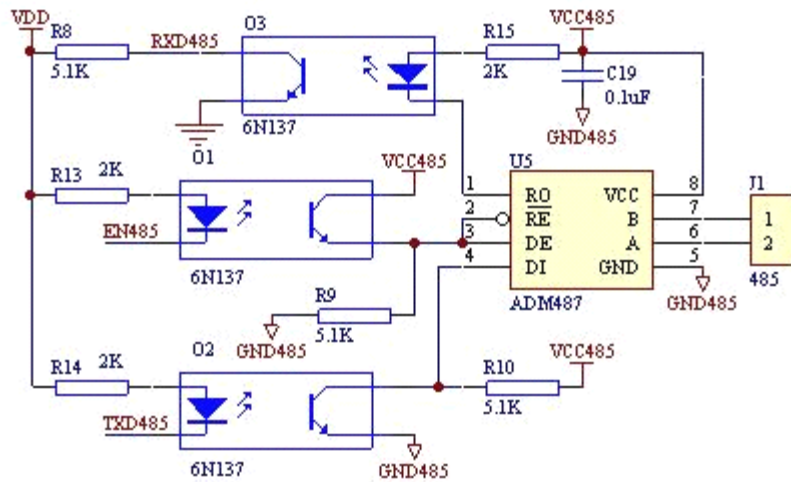 VDD
R8
5.1K
RXD485
O3
6N137
R15
2K
VCC485
C19
0.1uF
GND485
O1
R13
2K
EN485
6N137
VCC485
U5
1
2
3
4
RO
RE
DE
DI
VCC
B
A
GND
8
7
6
5
ADM487
GND485
J1
1
2
485
R9
5.1K
GND485
O2
R14
2K
TXD485
6N137
GND485
R10
5.1K
VCC485